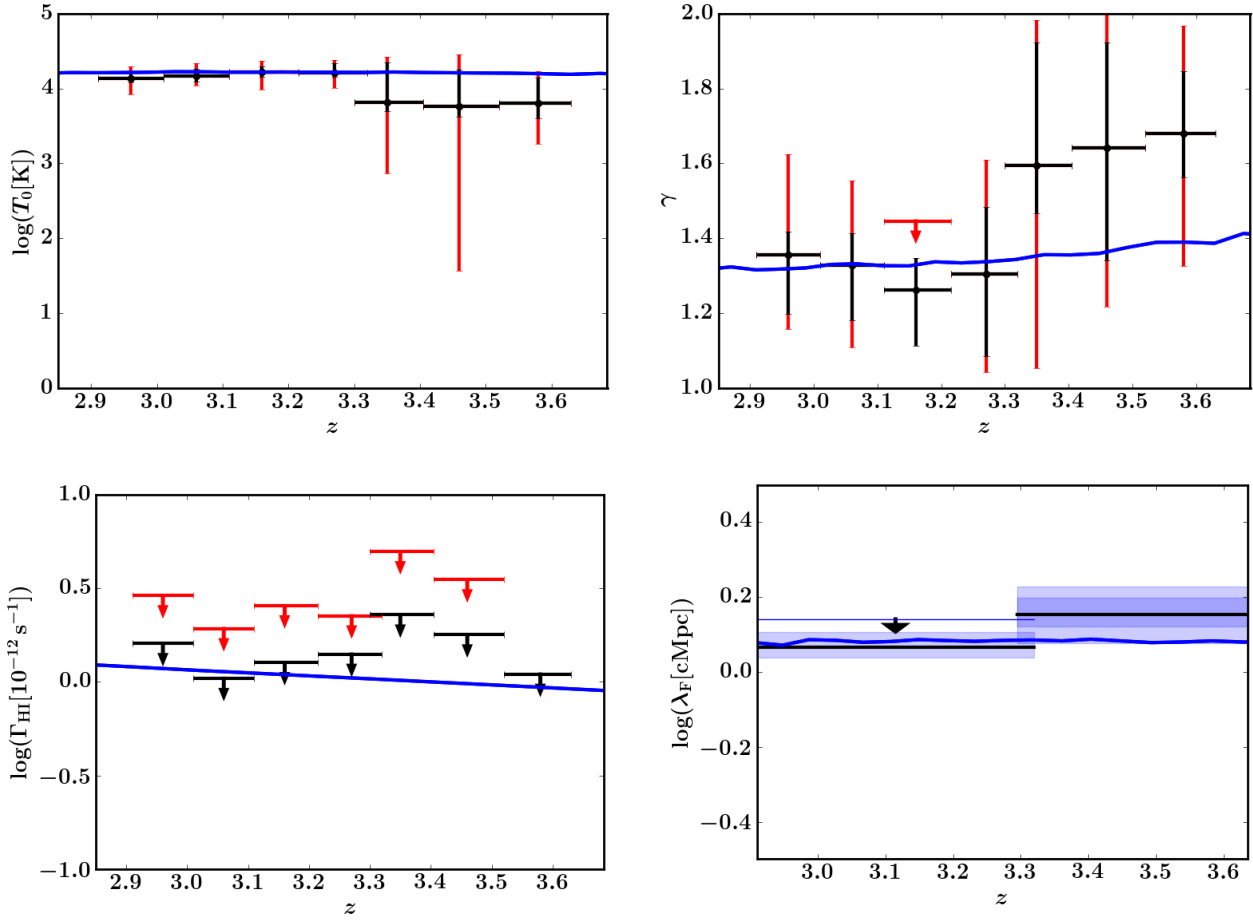 5
4
3
2
1
0
log(T₀[K])
2.9 3.0 3.1 3.2 3.3 3.4 3.5 3.6
z
2.0
1.8
1.6
1.4
1.2
1.0
γ
2.9 3.0 3.1 3.2 3.3 3.4 3.5 3.6
z
1.0
0.5
0.0
−0.5
−1.0
log(Γ_HI[10⁻¹² s⁻¹])
2.9 3.0 3.1 3.2 3.3 3.4 3.5 3.6
z
0.4
0.2
0.0
−0.2
−0.4
log(λ_F[cMpc])
3.0 3.1 3.2 3.3 3.4 3.5 3.6
z